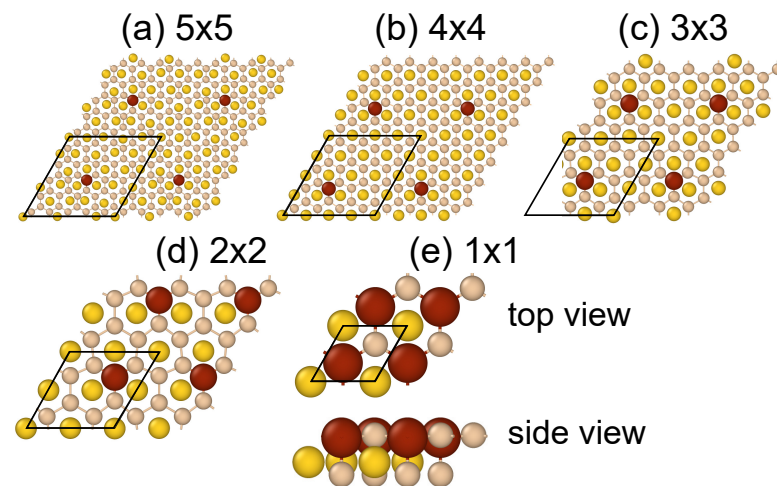 (a) 5x5
(b) 4x4
(c) 3x3
(d) 2x2
(e) 1x1
top view
side view